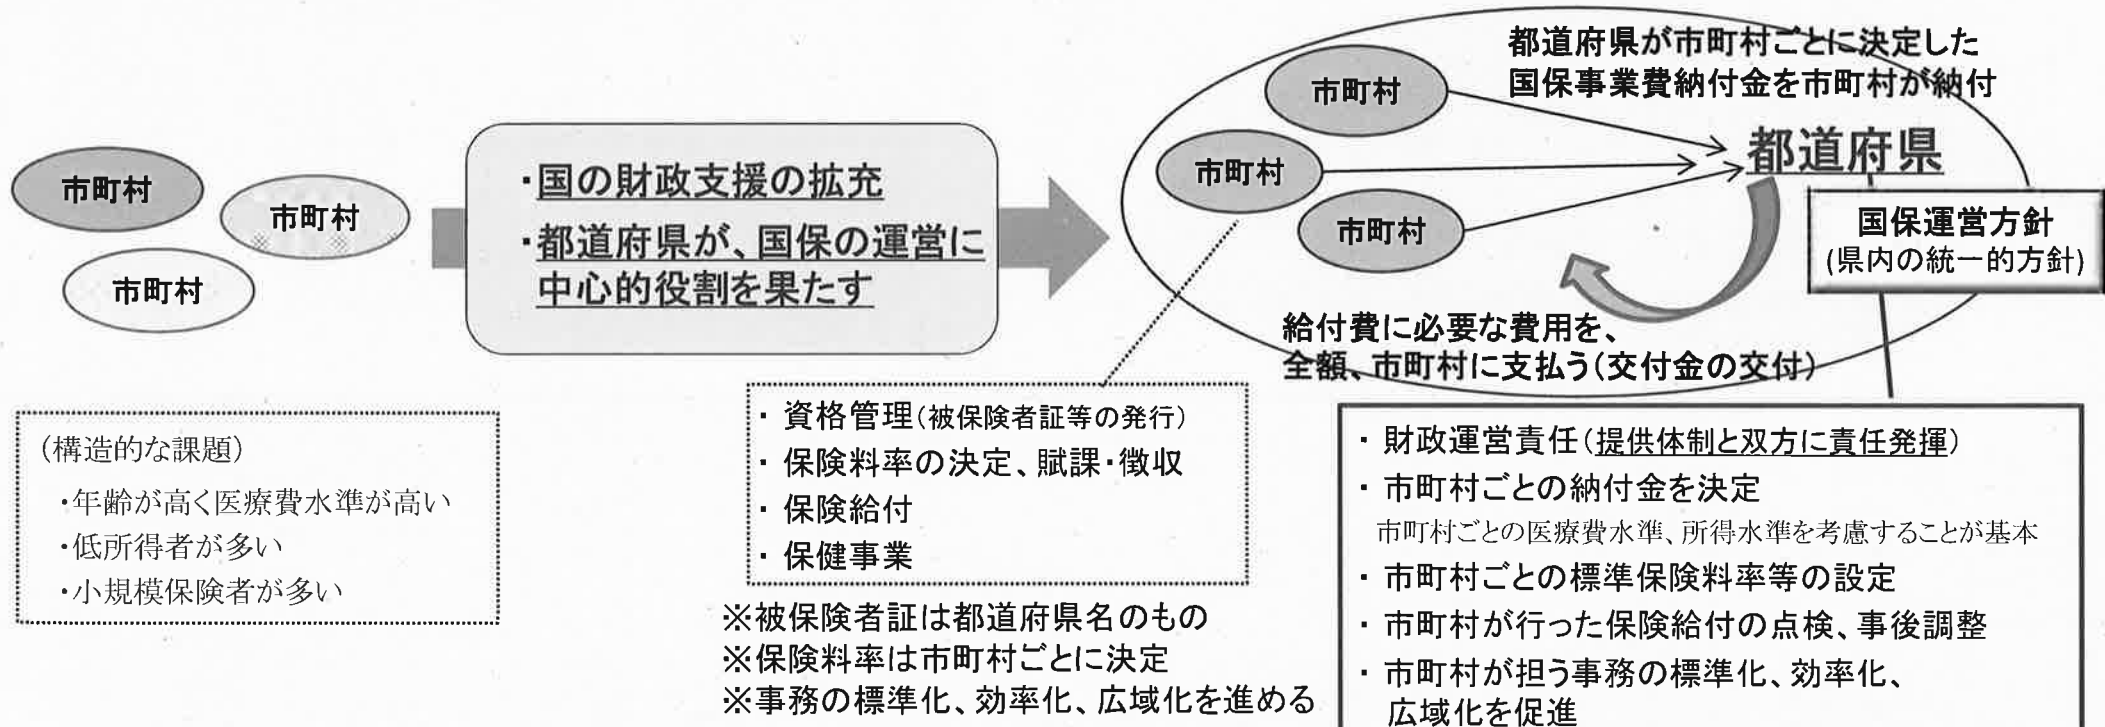 市町村
市町村
市町村
(構造的な課題)
・年齢が高く医療費水準が高い
・低所得者が多い
・小規模保険者が多い
・国の財政支援の拡充
・都道府県が、国保の運営に
中心的役割を果たす
都道府県が市町村ごとに決定した
国保事業費納付金を市町村が納付
市町村
市町村
市町村
都道府県
国保運営方針
(県内の統一的方針)
給付費に必要な費用を、
全額、市町村に支払う(交付金の交付)
・資格管理(被保険者証等の発行)
・保険料率の決定、賦課・徴収
・保険給付
・保健事業
※被保険者証は都道府県名のもの
※保険料率は市町村ごとに決定
※事務の標準化、効率化、広域化を進める
・財政運営責任(提供体制と双方に責任発揮)
・市町村ごとの納付金を決定
市町村ごとの医療費水準、所得水準を考慮することが基本
・市町村ごとの標準保険料率等の設定
・市町村が行った保険給付の点検、事後調整
・市町村が担う事務の標準化、効率化、
広域化を促進